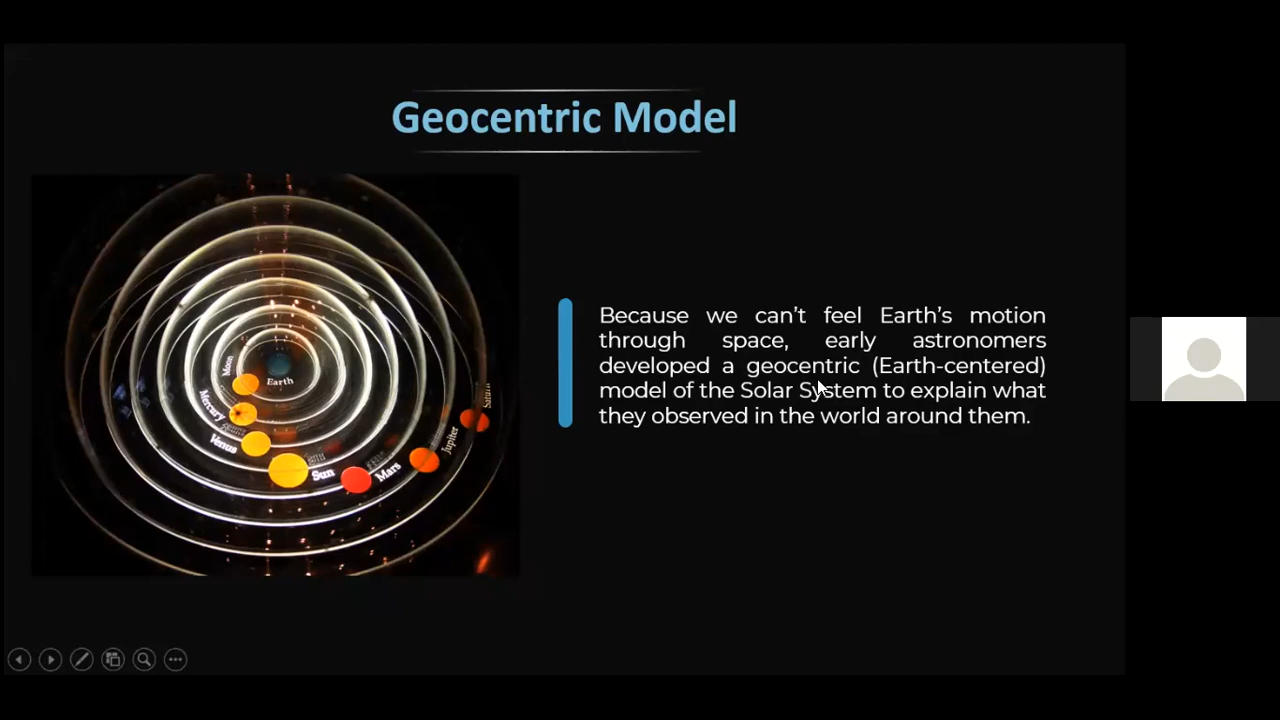 Geocentric Model
Because we can't feel Earth's motion
through space, early astronomers
developed a geocentric (Earth-centered)
model of the Solar System to explain what
they observed in the world around them.
Moon
Earth
Mercury
Venus
Sun
Mars
Jupiter
Saturn